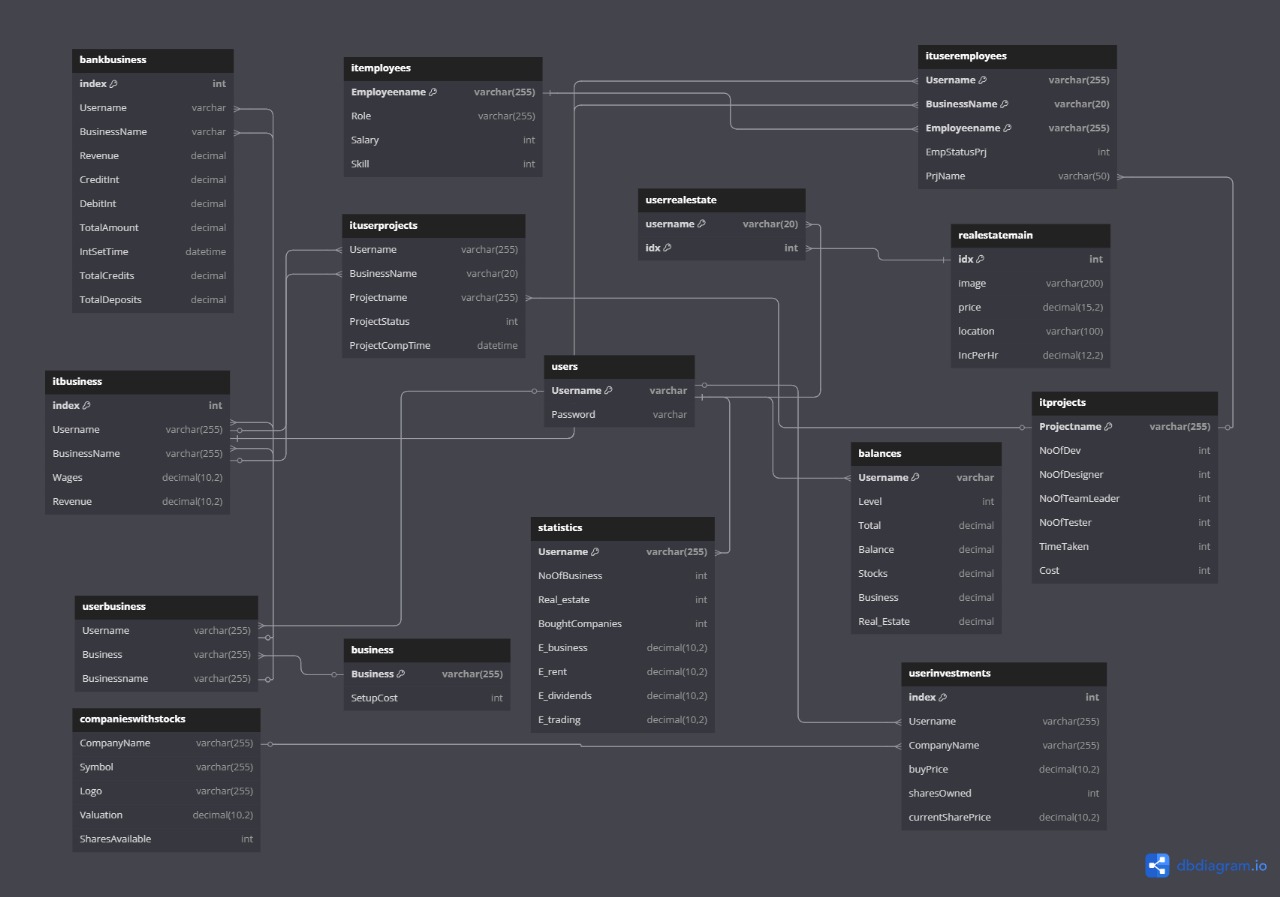 bankbusiness
index int
Username varchar
BusinessName varchar
Revenue decimal
CreditInt decimal
DebitInt decimal
TotalAmount decimal
IntSetTime datetime
TotalCredits decimal
TotalDeposits decimal
itemployees
Employeename varchar(255)
Role varchar(255)
Salary int
Skill int
ituseremployees
Username varchar(255)
BusinessName varchar(20)
Employeename varchar(255)
EmpStatusPrj int
PrjName varchar(50)
userrealestate
username varchar(20)
idx int
ituserprojects
Username varchar(255)
BusinessName varchar(20)
Projectname varchar(255)
ProjectStatus int
ProjectCompTime datetime
realestatemain
idx int
image varchar(200)
price decimal(15,2)
location varchar(100)
IncPerHr decimal(12,2)
users
Username varchar
Password varchar
itbusiness
index int
Username varchar(255)
BusinessName varchar(255)
Wages decimal(10,2)
Revenue decimal(10,2)
itprojects
Projectname varchar(255)
NoOfDev int
NoOfDesigner int
NoOfTeamLeader int
NoOfTester int
TimeTaken int
Cost int
balances
Username varchar
Level int
Total decimal
Balance decimal
Stocks decimal
Business decimal
Real_Estate decimal
statistics
Username varchar(255)
NoOfBusiness int
Real_estate int
BoughtCompanies int
E_business decimal(10,2)
E_rent decimal(10,2)
E_dividends decimal(10,2)
E_trading decimal(10,2)
userbusiness
Username varchar(255)
Business varchar(255)
Businessname varchar(255)
business
Business varchar(255)
SetupCost int
userinvestments
index int
Username varchar(255)
CompanyName varchar(255)
buyPrice decimal(10,2)
sharesOwned int
currentSharePrice decimal(10,2)
companieswithstocks
CompanyName varchar(255)
Symbol varchar(255)
Logo varchar(255)
Valuation decimal(10,2)
SharesAvailable int
dbdiagram.io